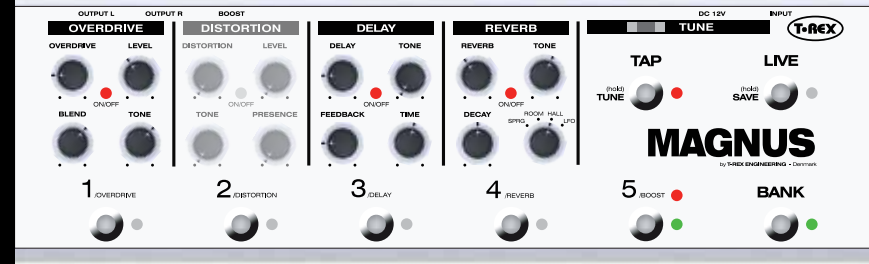 OUTPUT L OUTPUT R BOOST DC 12V INPUT
OVERDRIVE DISTORTION DELAY REVERB TUNE T-REX
OVERDRIVE LEVEL DISTORTION LEVEL DELAY TONE REVERB TONE TAP LIVE
(hold) TUNE (hold) SAVE
ON/OFF ON/OFF ON/OFF ON/OFF
BLEND TONE TONE PRESENCE FEEDBACK TIME DECAY SPRG ROOM HALL LFO
MAGNUS
by T-REX ENGINEERING - Denmark
1/OVERDRIVE 2/DISTORTION 3/DELAY 4/REVERB 5/BOOST BANK